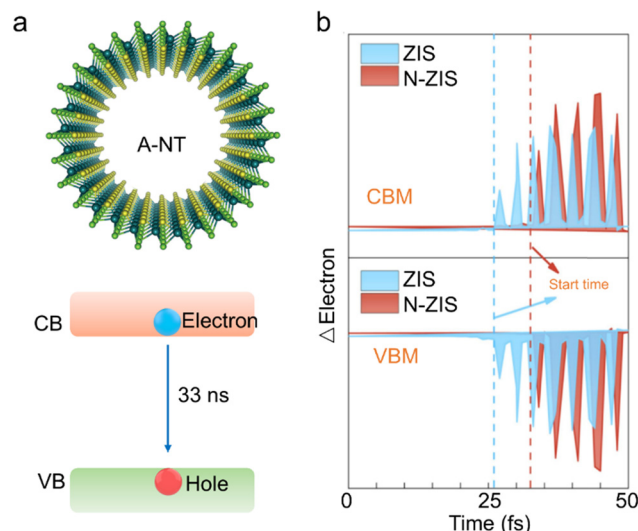 a
A-NT
CB
Electron
33 ns
VB
Hole
b
ZIS
N-ZIS
CBM
Start time
ZIS
N-ZIS
VBM
△ Electron
0
25
50
Time (fs)